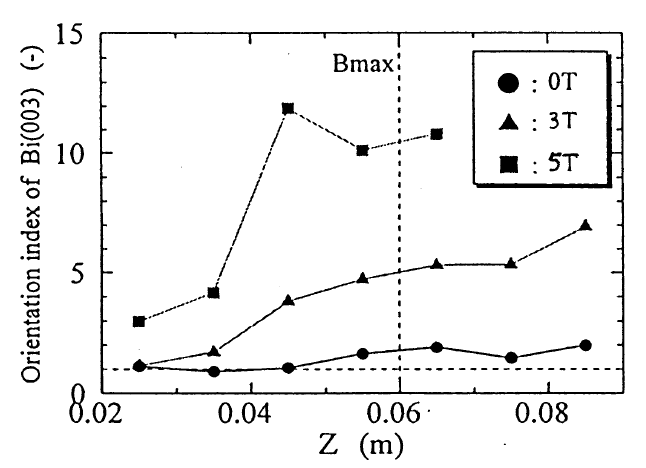 15
Bmax
: 0T
: 3T
: 5T
10
Orientation index of Bi(003) (-)
5
0
0.02 0.04 0.06 0.08
Z (m)